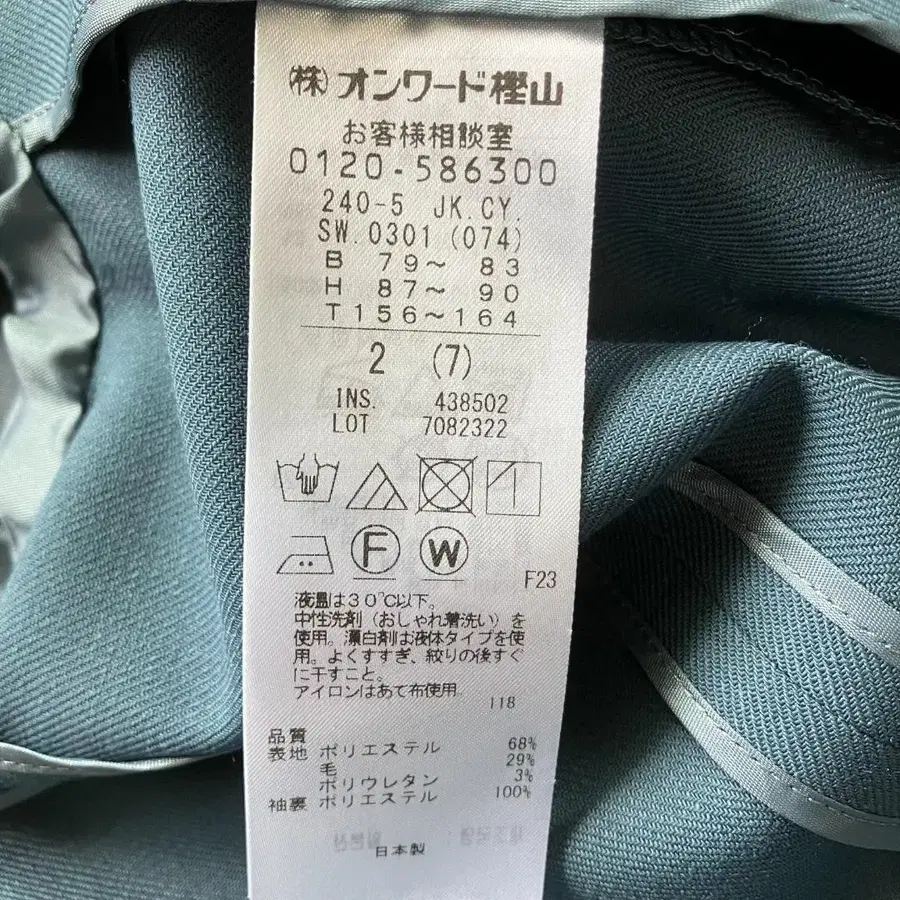 ㈱オンワード樫山
お客様相談室
0120-586300
240-5 JK.CY.
SW.0301(074)
B 79～ 83
H 87～ 90
T156～164
2 (7)
INS. 438502
LOT 7082322
F W
F23
液温は30℃以下。
中性洗剤（おしゃれ着洗い）を
使用。漂白剤は液体タイプを使
用。よくすすぎ、絞りの後すぐ
に干すこと。
アイロンはあて布使用
118
品質
表地 ポリエステル 68%
毛 29%
ポリウレタン 3%
袖裏 ポリエステル 100%
日本製